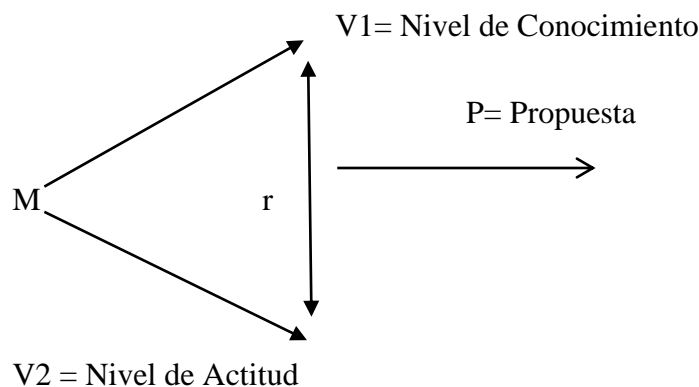 V1= Nivel de Conocimiento
P= Propuesta
M
r
V2 = Nivel de Actitud